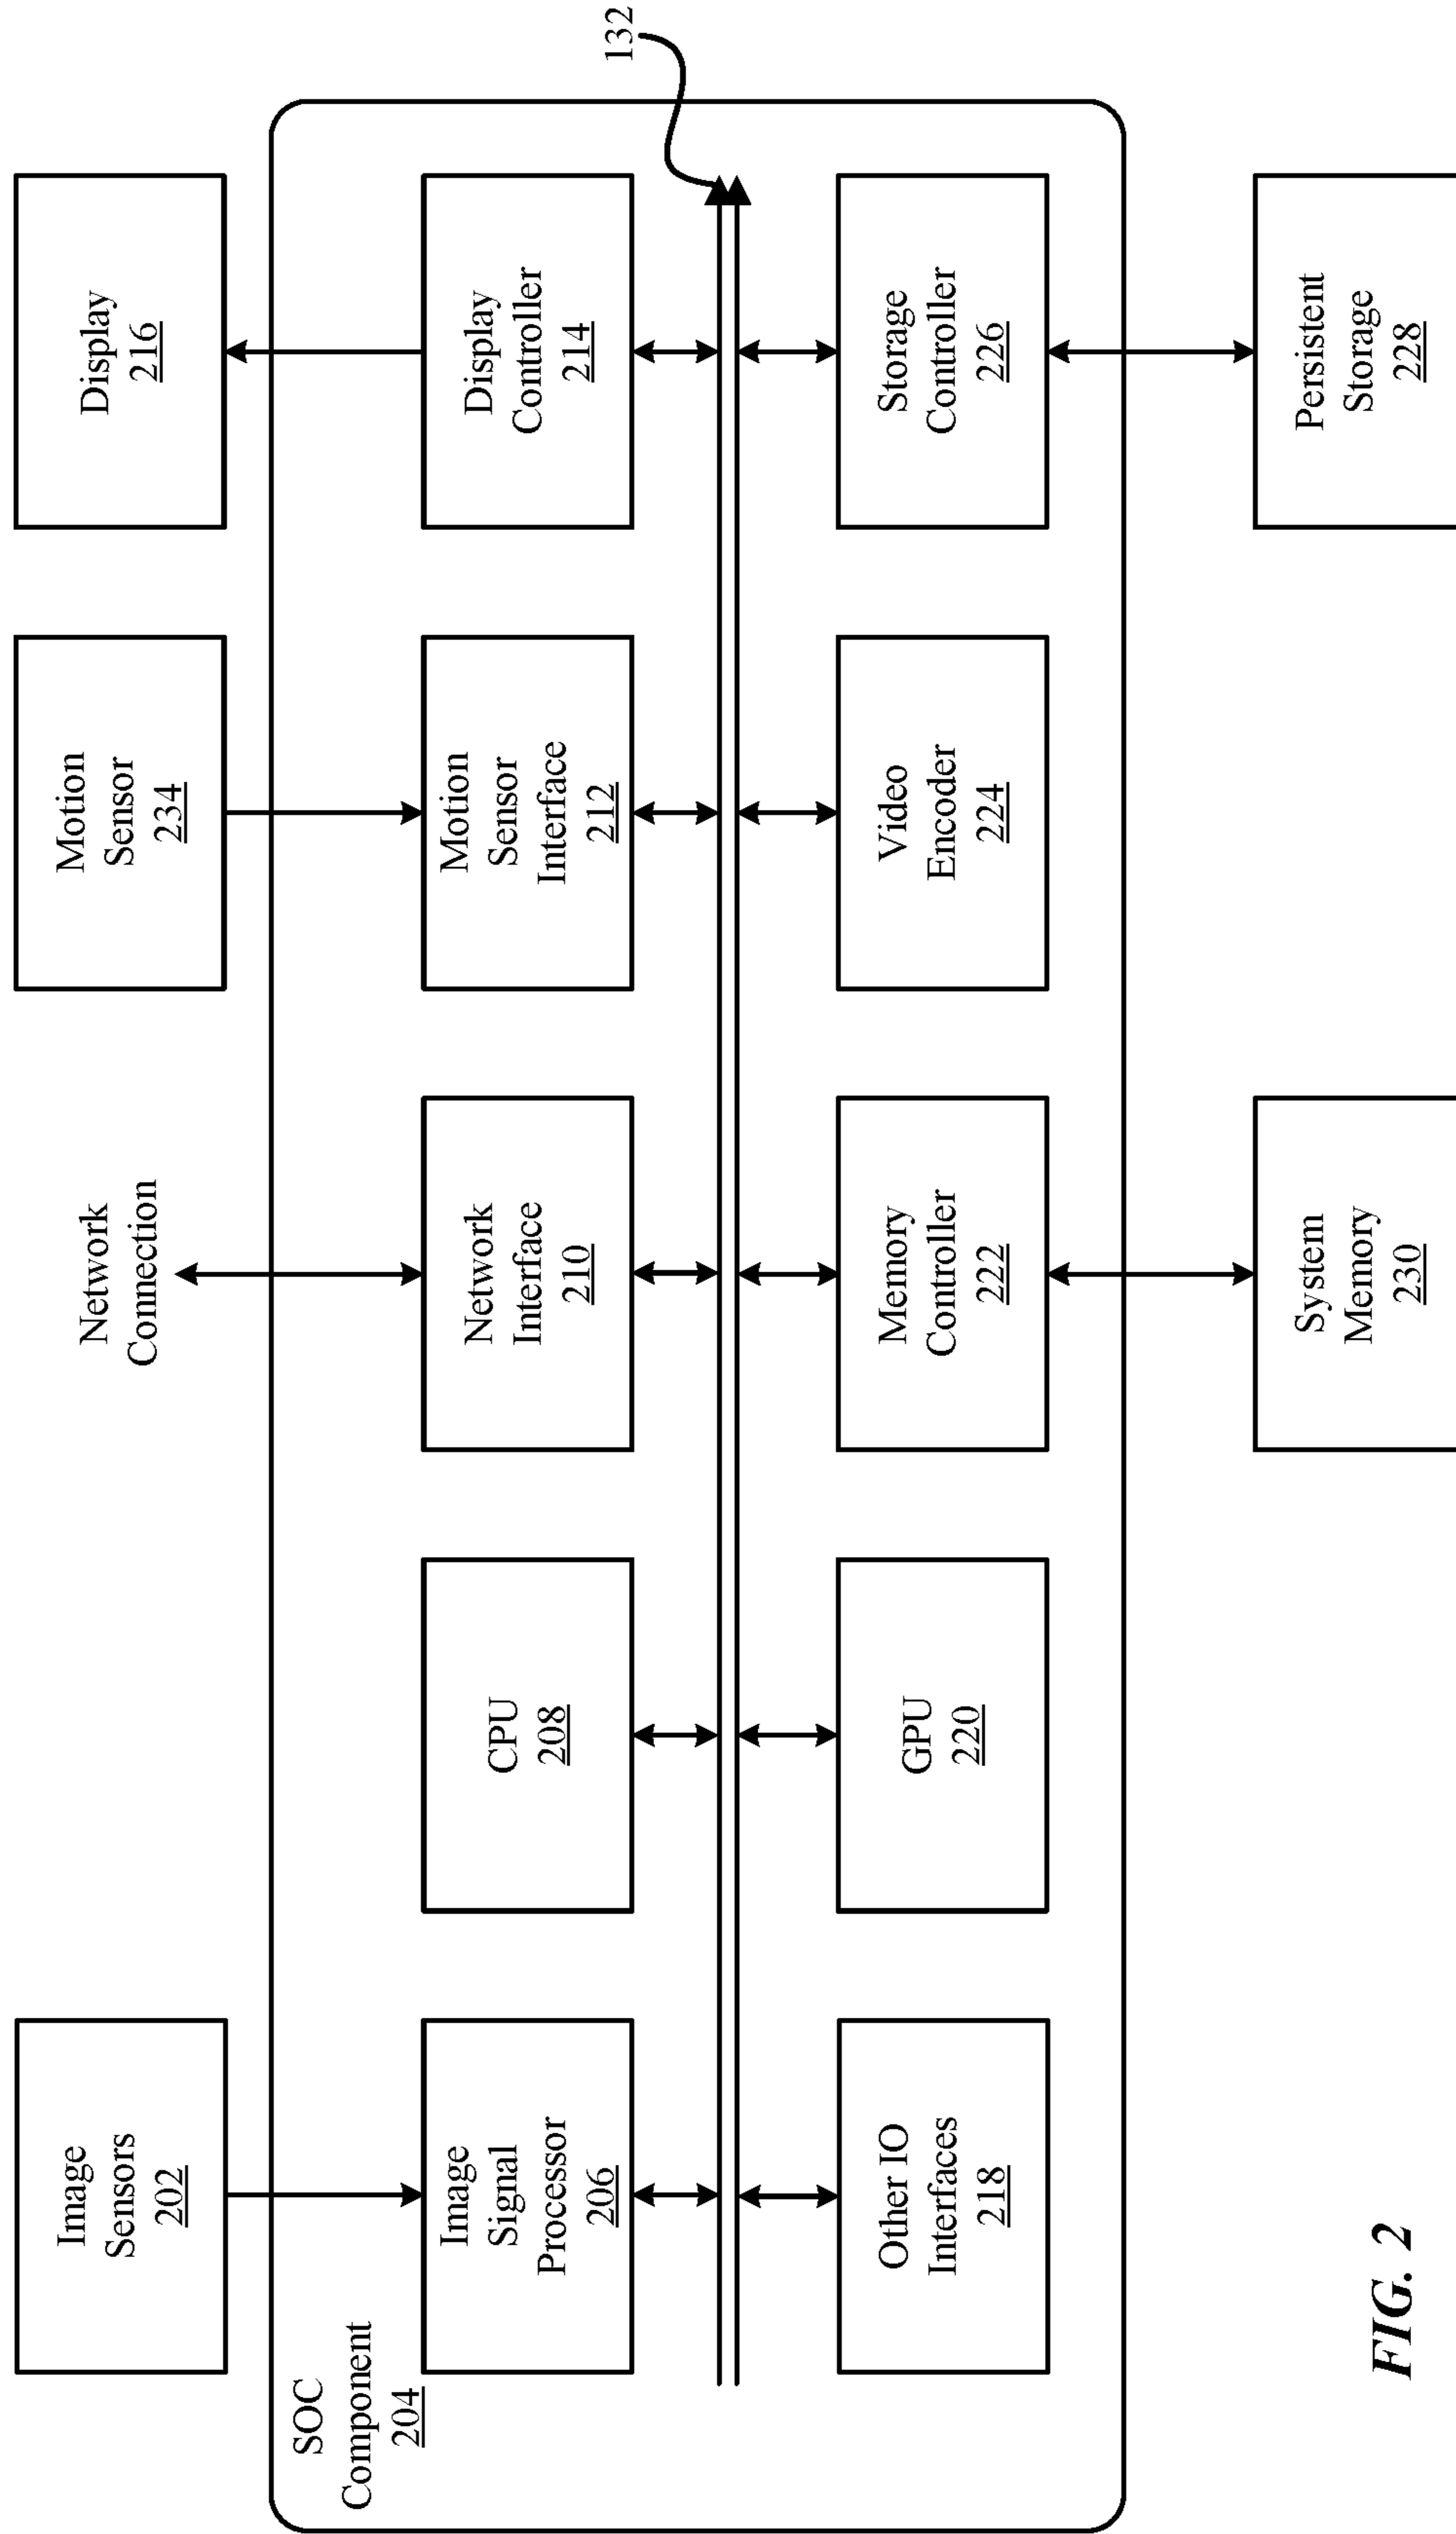 Image
Sensors
202
Network
Connection
Motion
Sensor
234
Display
216
SOC
Component
204
Image
Signal
Processor
206
CPU
208
Network
Interface
210
Motion
Sensor
Interface
212
Display
Controller
214
132
Other IO
Interfaces
218
GPU
220
Memory
Controller
222
Video
Encoder
224
Storage
Controller
226
System
Memory
230
Persistent
Storage
228
FIG. 2